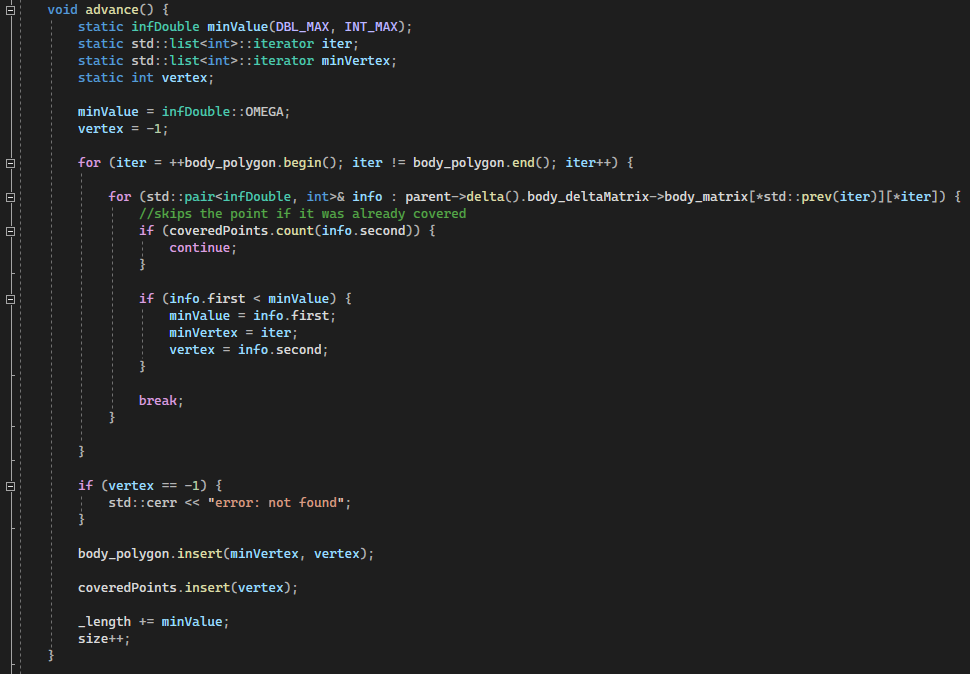 void advance() {
static infDouble minValue(DBL_MAX, INT_MAX);
static std::list<int>::iterator iter;
static std::list<int>::iterator minVertex;
static int vertex;
minValue = infDouble::OMEGA;
vertex = -1;
for (iter = ++body_polygon.begin(); iter != body_polygon.end(); iter++) {
for (std::pair<infDouble, int>& info : parent->delta().body_deltaMatrix->body_matrix[*std::prev(iter)][*iter]) {
//skips the point if it was already covered
if (coveredPoints.count(info.second)) {
continue;
}
if (info.first < minValue) {
minValue = info.first;
minVertex = iter;
vertex = info.second;
}
break;
}
}
if (vertex == -1) {
std::cerr << "error: not found";
}
body_polygon.insert(minVertex, vertex);
coveredPoints.insert(vertex);
_length += minValue;
size++;
}